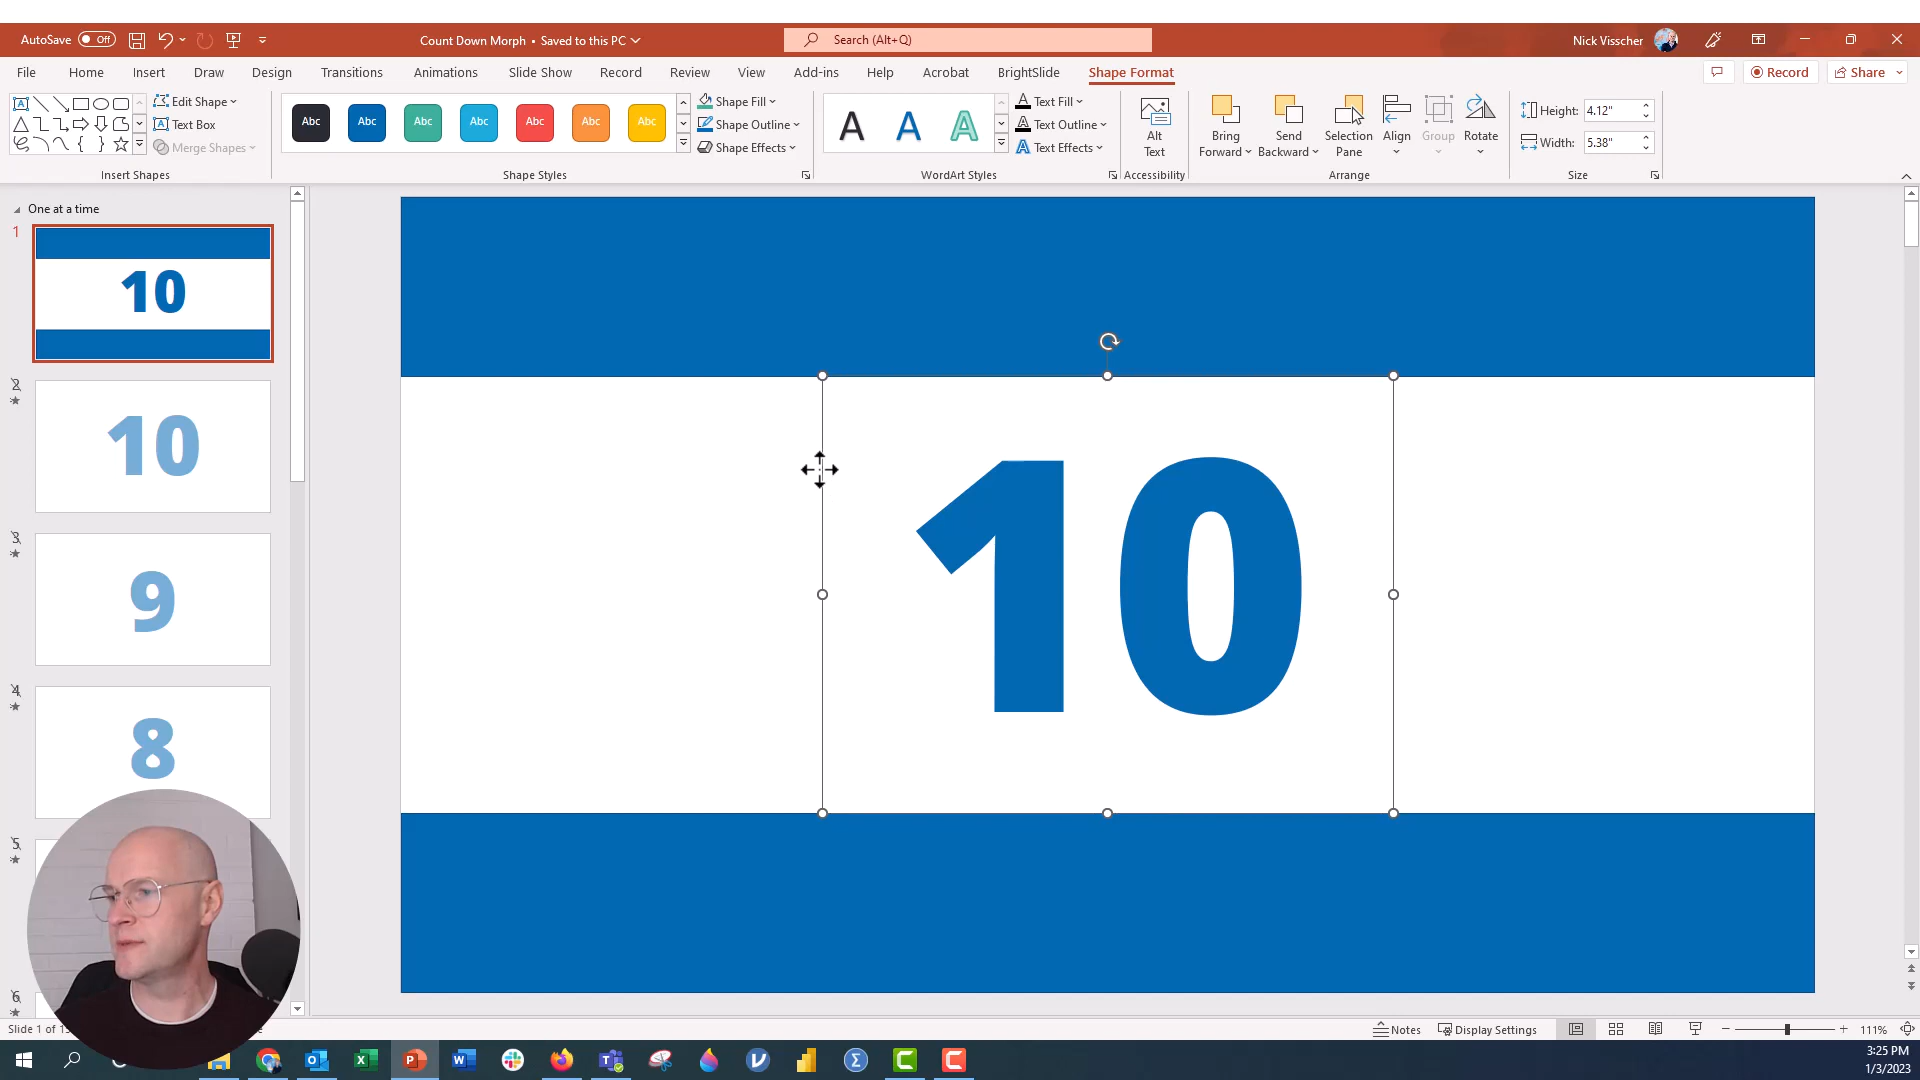 AutoSave Off
Count Down Morph • Saved to this PC
Search (Alt+Q)
Nick Visscher
File Home Insert Draw Design Transitions Animations Slide Show Record Review View Add-ins Help Acrobat BrightSlide Shape Format
Record Share
Edit Shape
Text Box
Merge Shapes
Insert Shapes
Abc Abc Abc Abc Abc Abc Abc
Shape Fill
Shape Outline
Shape Effects
Shape Styles
A A A
Text Fill
Text Outline
Text Effects
WordArt Styles
Alt
Text
Accessibility
Bring
Forward
Send
Backward
Selection
Pane
Align
Group
Rotate
Arrange
Height: 4.12"
Width: 5.38"
Size
One at a time
1
10
2
10
3
9
4
8
5
6
10
Slide 1 of
Notes
Display Settings
111%
3:25 PM
1/3/2023